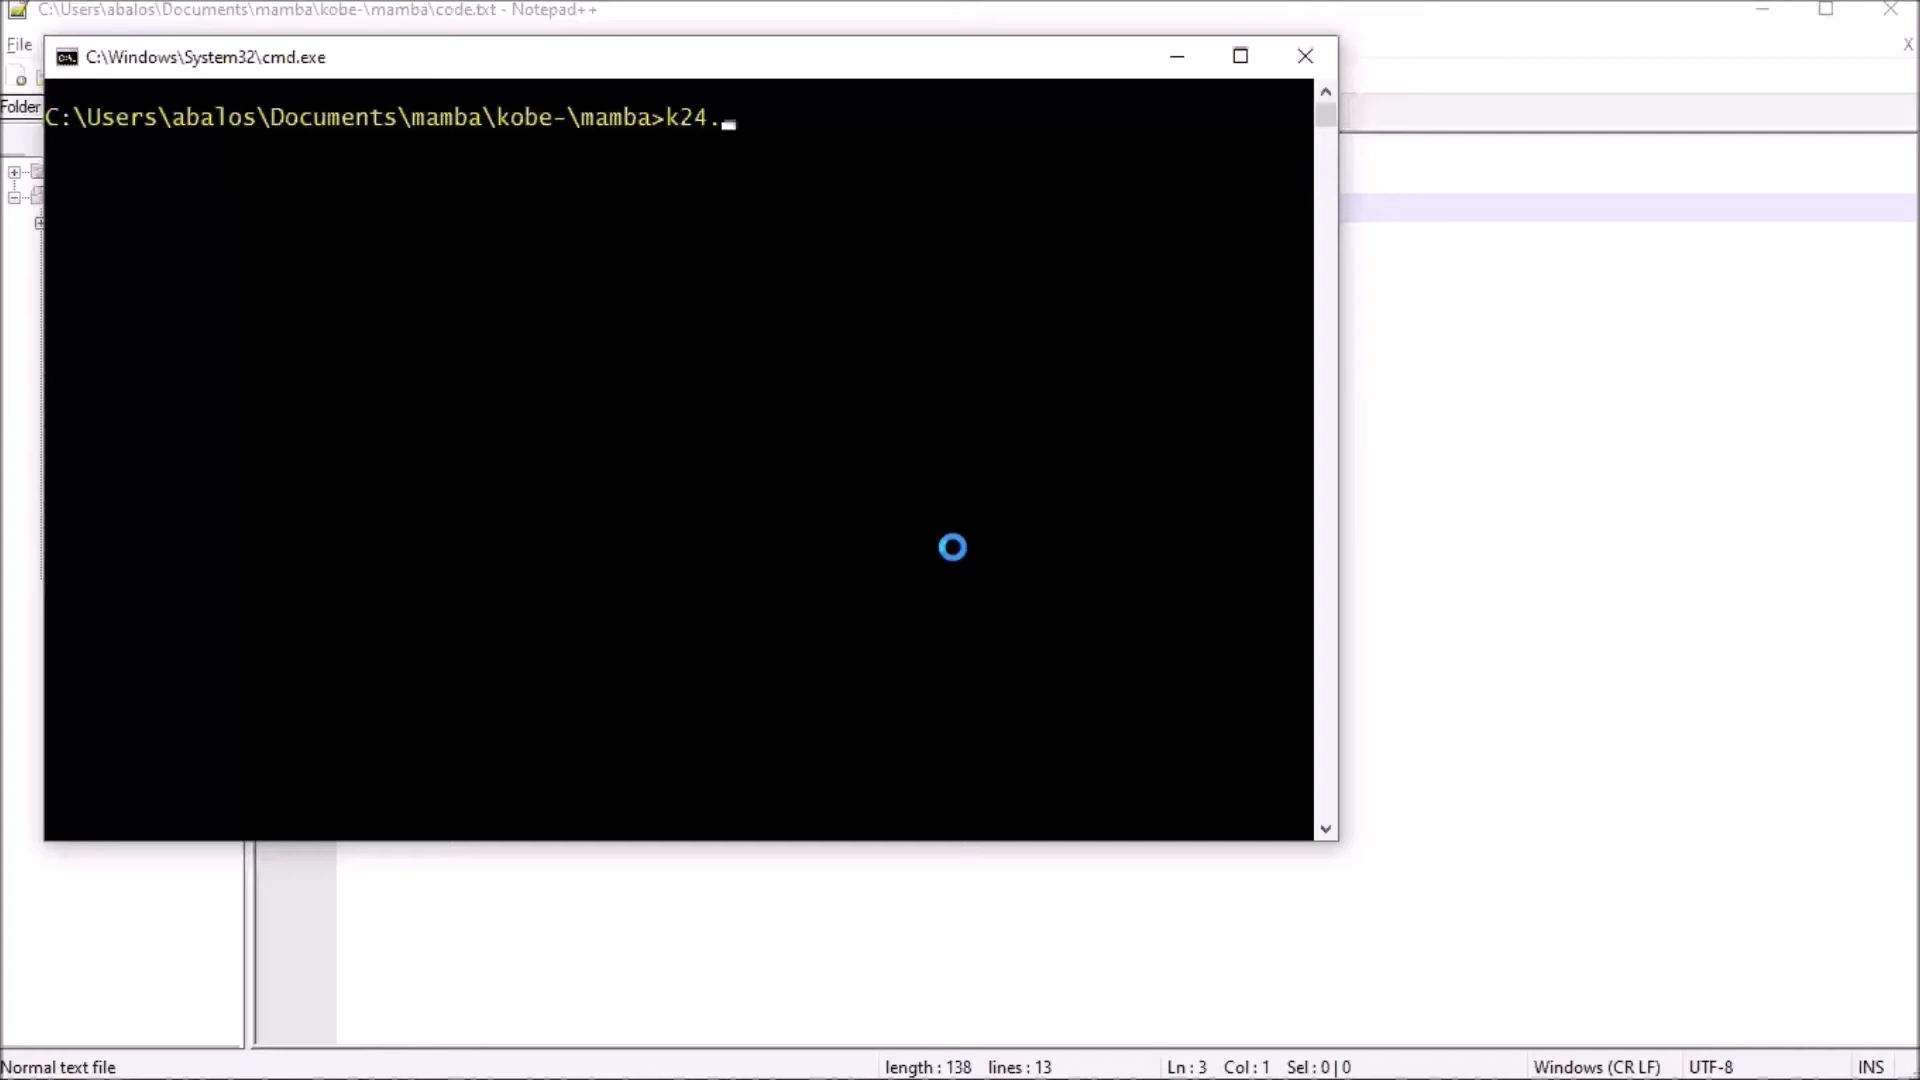 C:\Users\abalos\Documents\mamba\kobe-\mamba\code.txt - Notepad++
File
X
C:\Windows\System32\cmd.exe
Folder
C:\Users\abalos\Documents\mamba\kobe-\mamba>k24.
Normal text file
length : 138 lines : 13
Ln : 3 Col : 1 Sel : 0 | 0
Windows (CR LF)
UTF-8
INS